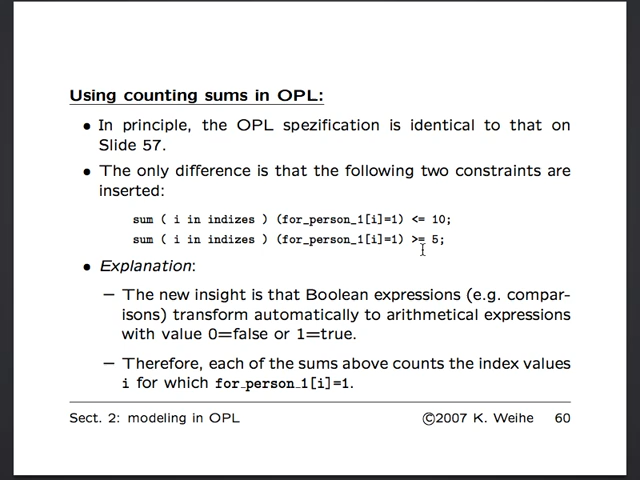 Using counting sums in OPL:
• In principle, the OPL spezification is identical to that on
Slide 57.
• The only difference is that the following two constraints are
inserted:
sum ( i in indizes ) (for_person_1[i]=1) <= 10;
sum ( i in indizes ) (for_person_1[i]=1) >= 5;
• Explanation:
– The new insight is that Boolean expressions (e.g. compar-
isons) transform automatically to arithmetical expressions
with value 0=false or 1=true.
– Therefore, each of the sums above counts the index values
i for which for_person_1[i]=1.
Sect. 2: modeling in OPL ©2007 K. Weihe 60